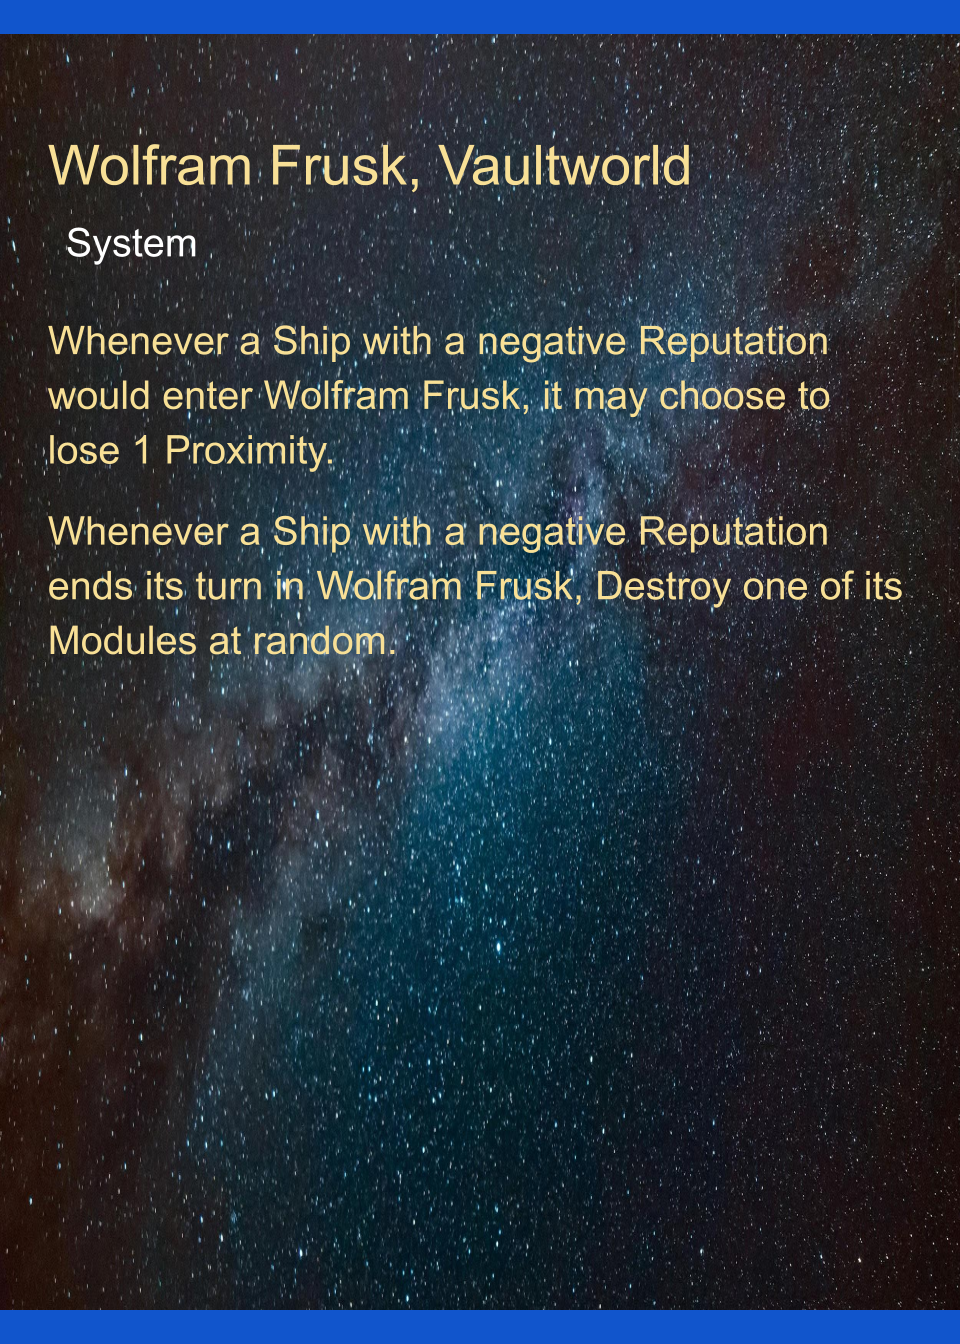 Wolfram Frusk, Vaultworld
System
Whenever a Ship with a negative Reputation
would enter Wolfram Frusk, it may choose to
lose 1 Proximity.
Whenever a Ship with a negative Reputation
ends its turn in Wolfram Frusk, Destroy one of its
Modules at random.